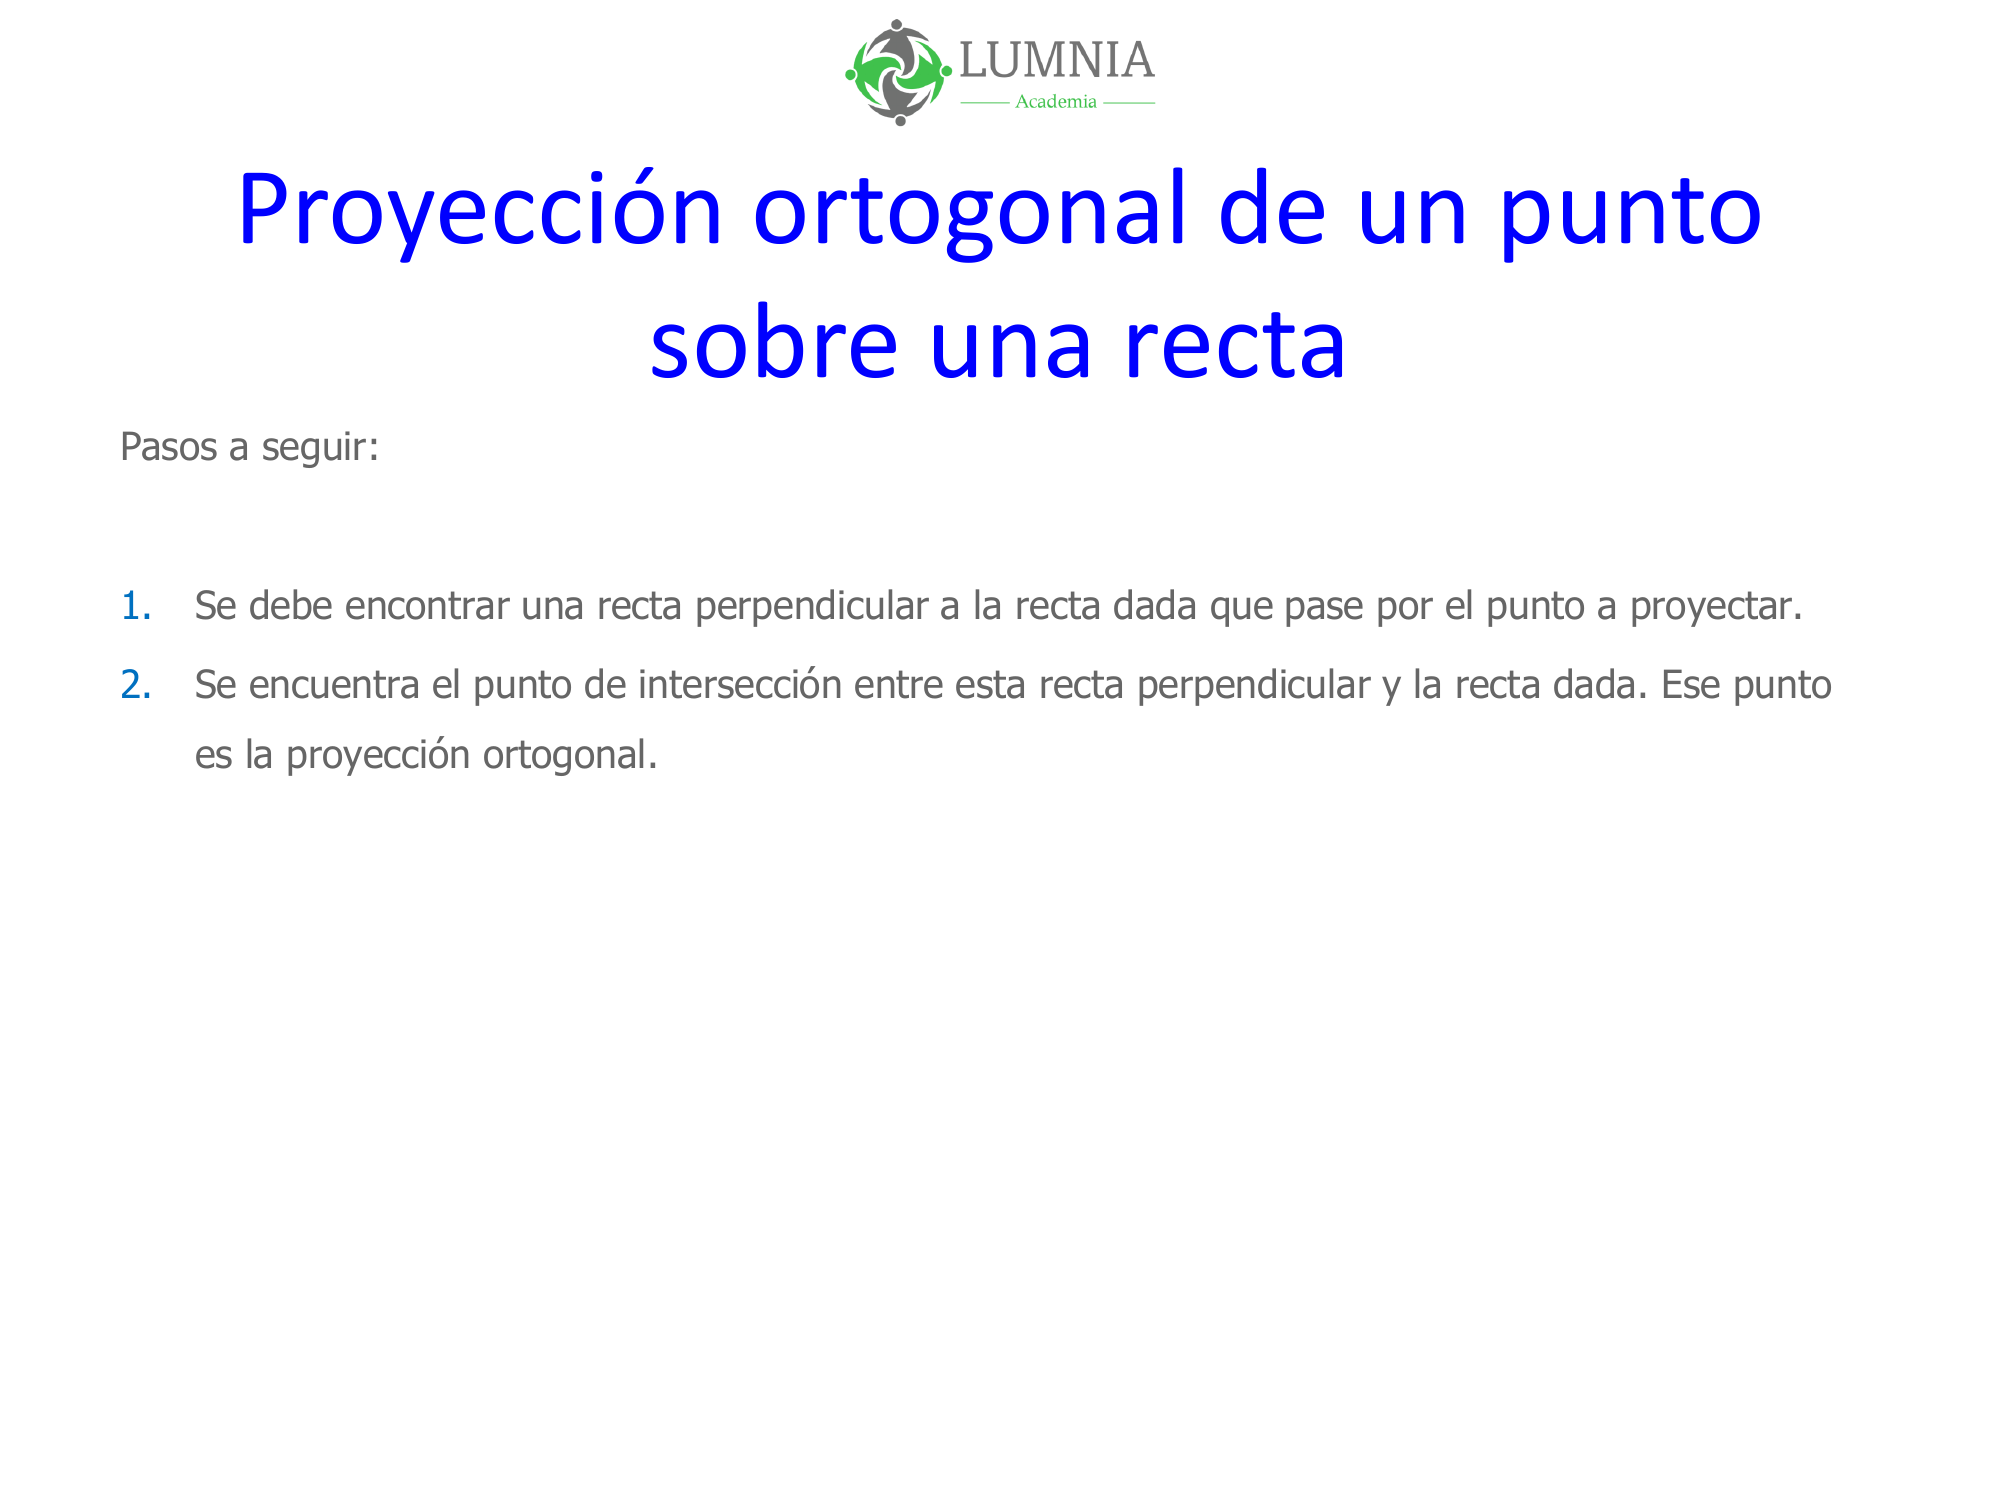 LUMNIA
Academia
Proyección ortogonal de un punto
sobre una recta
Pasos a seguir:
1. Se debe encontrar una recta perpendicular a la recta dada que pase por el punto a proyectar.
2. Se encuentra el punto de intersección entre esta recta perpendicular y la recta dada. Ese punto
es la proyección ortogonal.